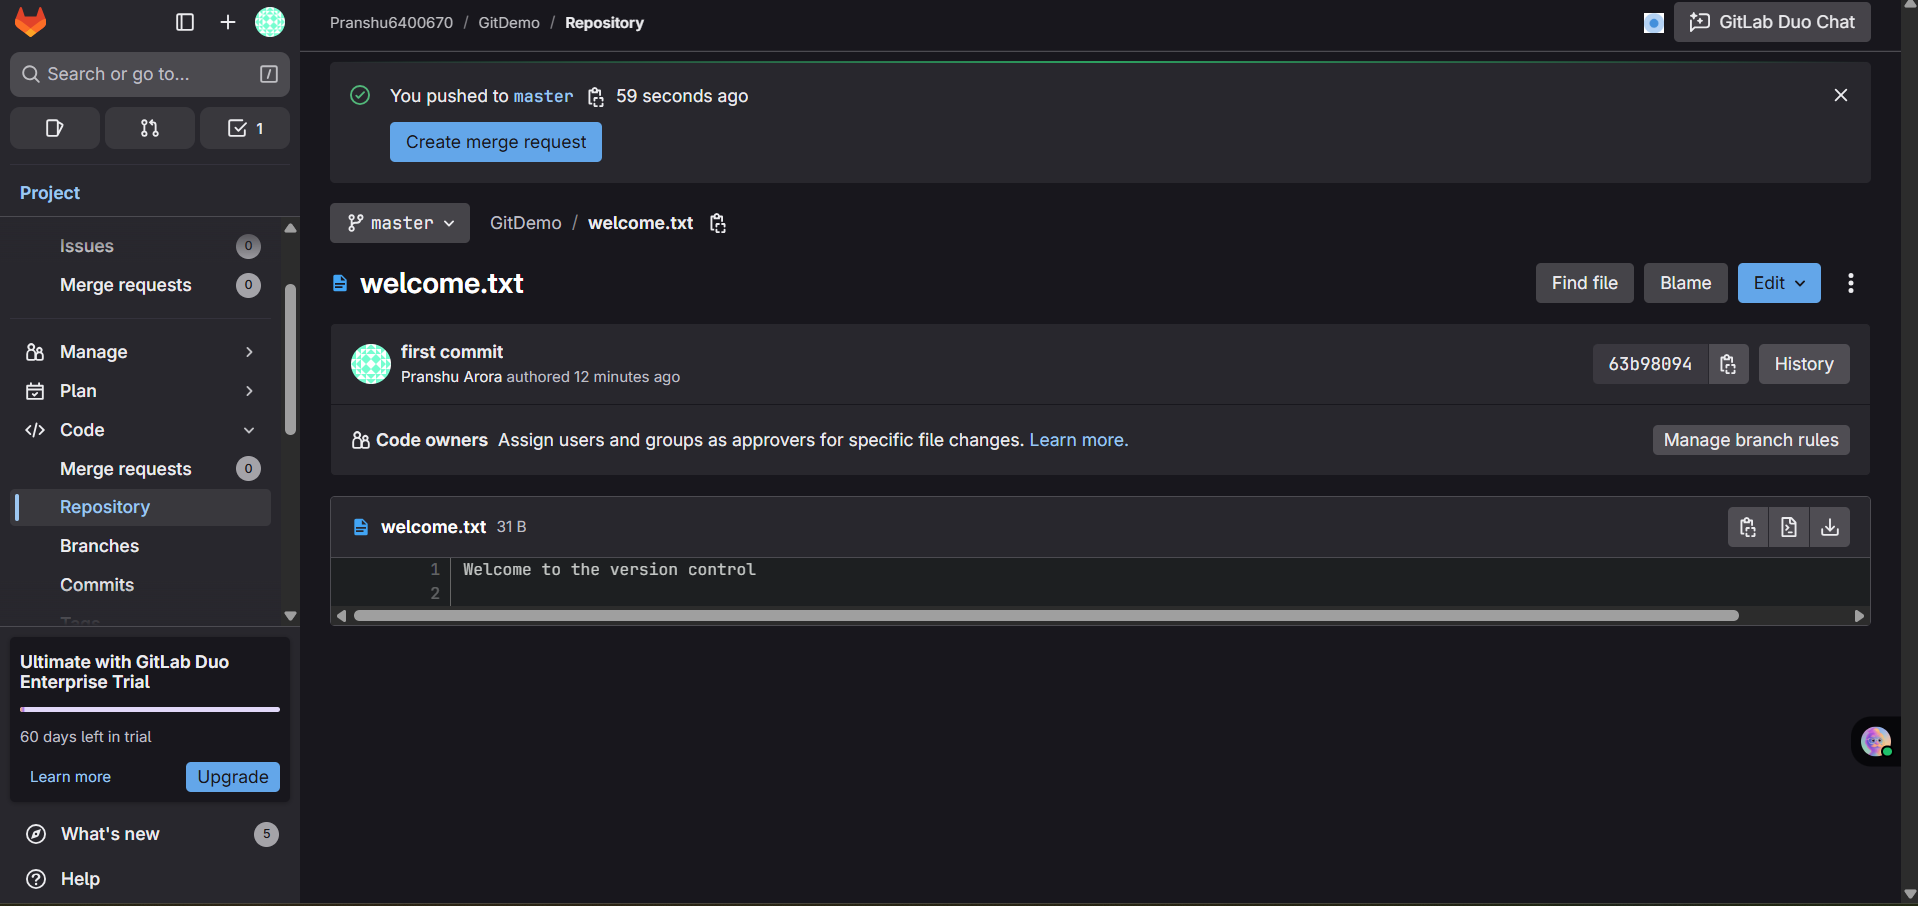 Pranshu6400670 / GitDemo / Repository
GitLab Duo Chat
Search or go to... /
1
Project
Issues 0
Merge requests 0
Manage
Plan
Code
Merge requests 0
Repository
Branches
Commits
Tags
Ultimate with GitLab Duo
Enterprise Trial
60 days left in trial
Learn more Upgrade
What's new 5
Help
You pushed to master 59 seconds ago
Create merge request
master GitDemo / welcome.txt
welcome.txt
Find file Blame Edit
first commit
Pranshu Arora authored 12 minutes ago
63b98094 History
Code owners Assign users and groups as approvers for specific file changes. Learn more.
Manage branch rules
welcome.txt 31 B
1 Welcome to the version control
2